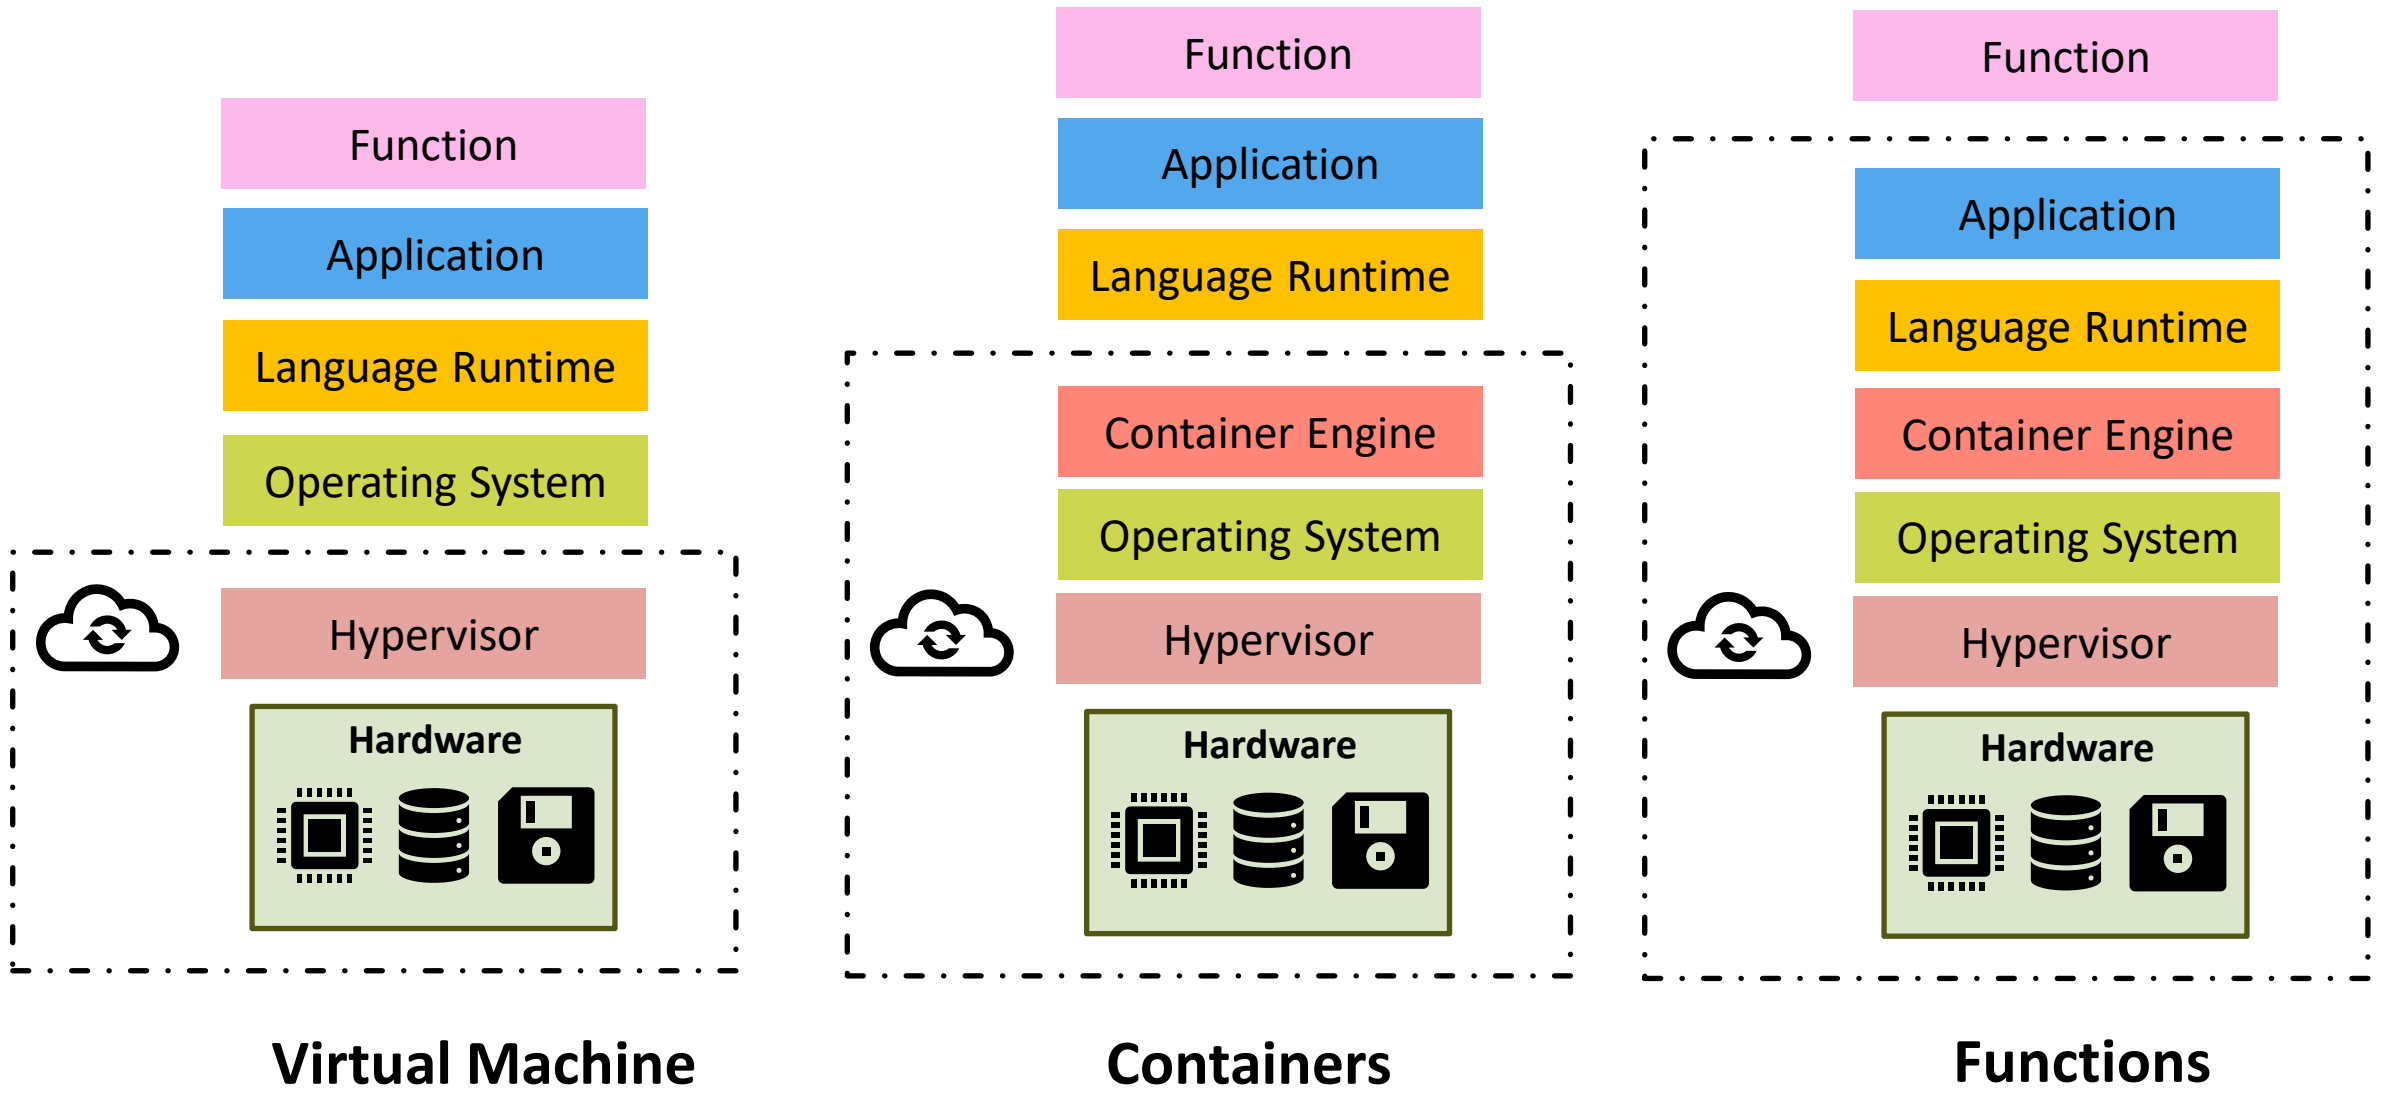 Function
Application
Language Runtime
Operating System
Hypervisor
Hardware
Virtual Machine
Function
Application
Language Runtime
Container Engine
Operating System
Hypervisor
Hardware
Containers
Function
Application
Language Runtime
Container Engine
Operating System
Hypervisor
Hardware
Functions